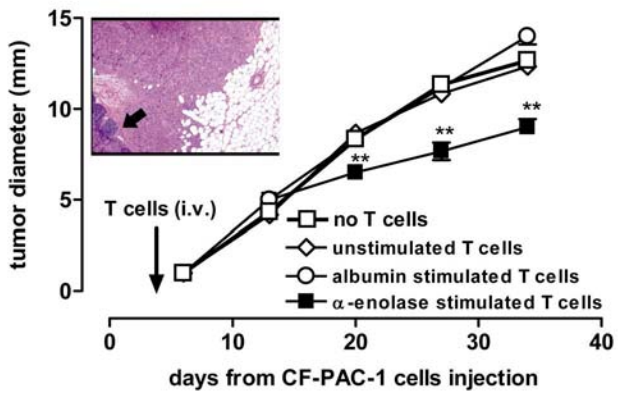 15
10
5
0
tumor diameter (mm)
T cells (i.v.)
**
**
**
no T cells
unstimulated T cells
albumin stimulated T cells
α-enolase stimulated T cells
0
10
20
30
40
days from CF-PAC-1 cells injection